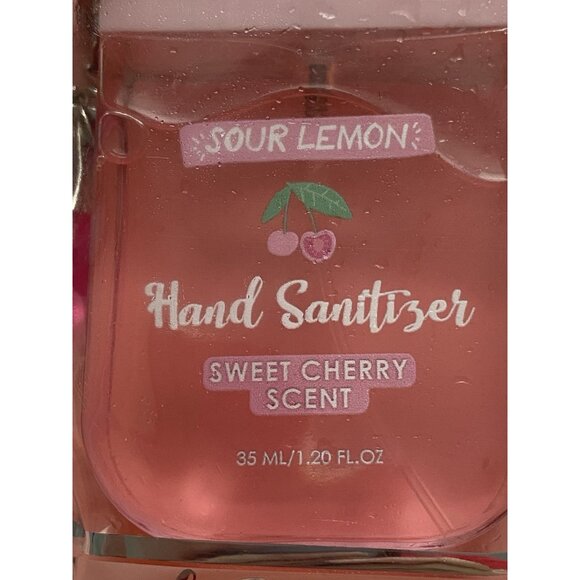 SOUR LEMON
Hand Sanitizer
SWEET CHERRY
SCENT
35 ML/1.20 FL.OZ